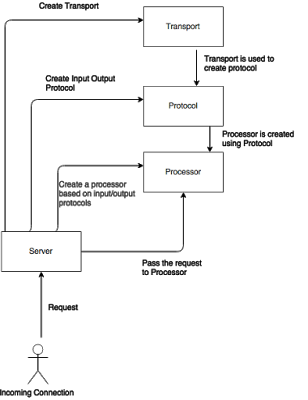 Create Transport
Transport
Transport is used to
create protocol
Create Input Output
Protocol
Protocol
Processor is created
using Protocol
Processor
Create a processor
based on input/output
protocols
Server
Pass the request
to Processor
Request
Incoming Connection